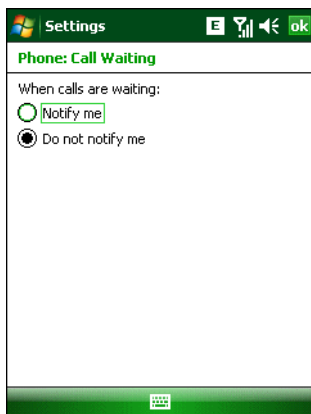 Settings E ok
Phone: Call Waiting
When calls are waiting:
Notify me
Do not notify me